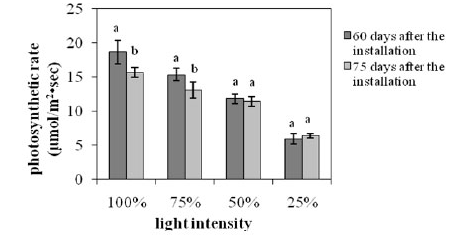 photosynthetic rate
(µmol/m²•sec)
25
20
15
10
5
0
a
b
a
b
a a
a a
100% 75% 50% 25%
light intensity
60 days after the
installation
75 days after the
installation